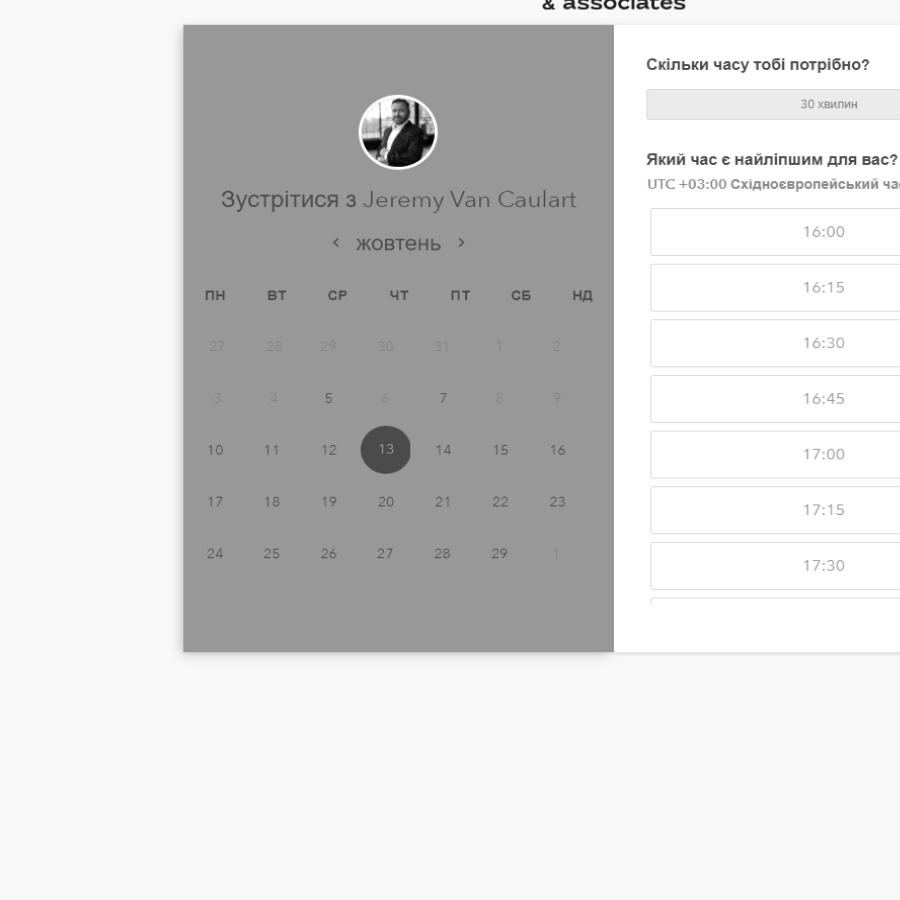 & associates
Зустрітися з Jeremy Van Caulart
‹ жовтень ›
ПН ВТ СР ЧТ ПТ СБ НД
27 28 29 30 31 1 2
3 4 5 6 7 8 9
10 11 12 13 14 15 16
17 18 19 20 21 22 23
24 25 26 27 28 29 1
Скільки часу тобі потрібно?
30 хвилин
Який час є найліпшим для вас?
UTC +03:00 Східноєвропейський
16:00
16:15
16:30
16:45
17:00
17:15
17:30